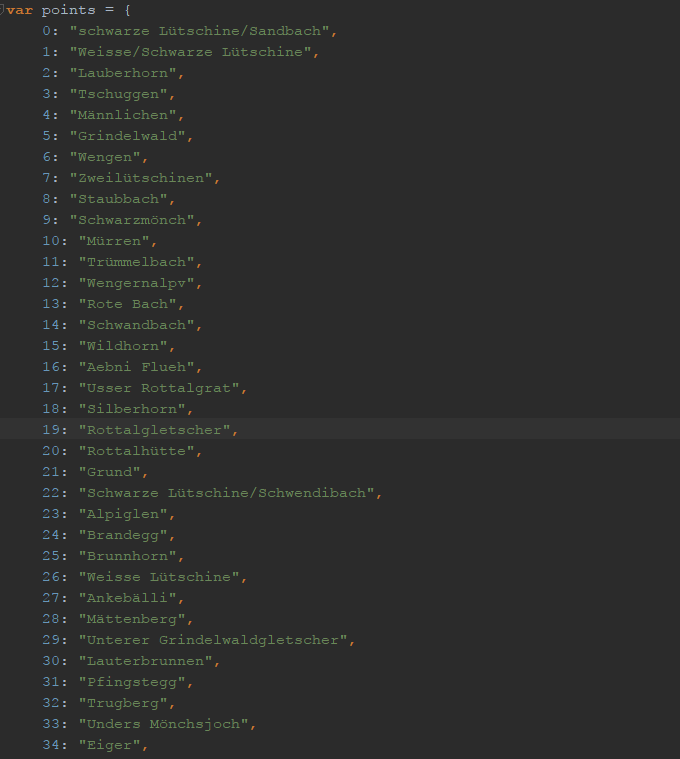 var points = {
0: "schwarze Lütschine/Sandbach",
1: "Weisse/Schwarze Lütschine",
2: "Lauberhorn",
3: "Tschuggen",
4: "Männlichen",
5: "Grindelwald",
6: "Wengen",
7: "Zweilütschinen",
8: "Staubbach",
9: "Schwarzmönch",
10: "Mürren",
11: "Trümmelbach",
12: "Wengernalpv",
13: "Rote Bach",
14: "Schwandbach",
15: "Wildhorn",
16: "Aebni Flueh",
17: "Usser Rottalgrat",
18: "Silberhorn",
19: "Rottalgletscher",
20: "Rottalhütte",
21: "Grund",
22: "Schwarze Lütschine/Schwendibach",
23: "Alpiglen",
24: "Brandegg",
25: "Brunnhorn",
26: "Weisse Lütschine",
27: "Ankebälli",
28: "Mättenberg",
29: "Unterer Grindelwaldgletscher",
30: "Lauterbrunnen",
31: "Pfingstegg",
32: "Trugberg",
33: "Unders Mönchsjoch",
34: "Eiger",